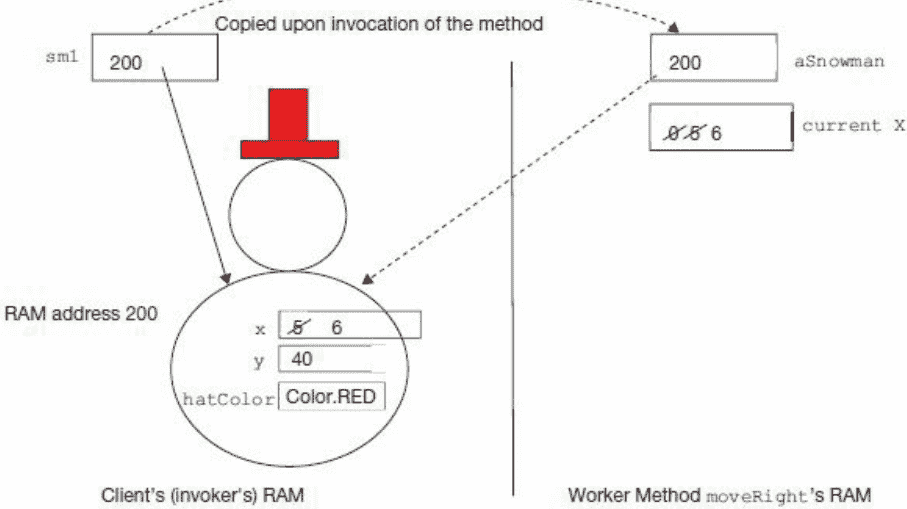 Copied upon invocation of the method
sm1
200
200
aSnowman
0 5 6
current X
RAM address 200
x
5 6
y
40
hatColor
Color.RED
Client's (invoker's) RAM
Worker Method moveRight's RAM